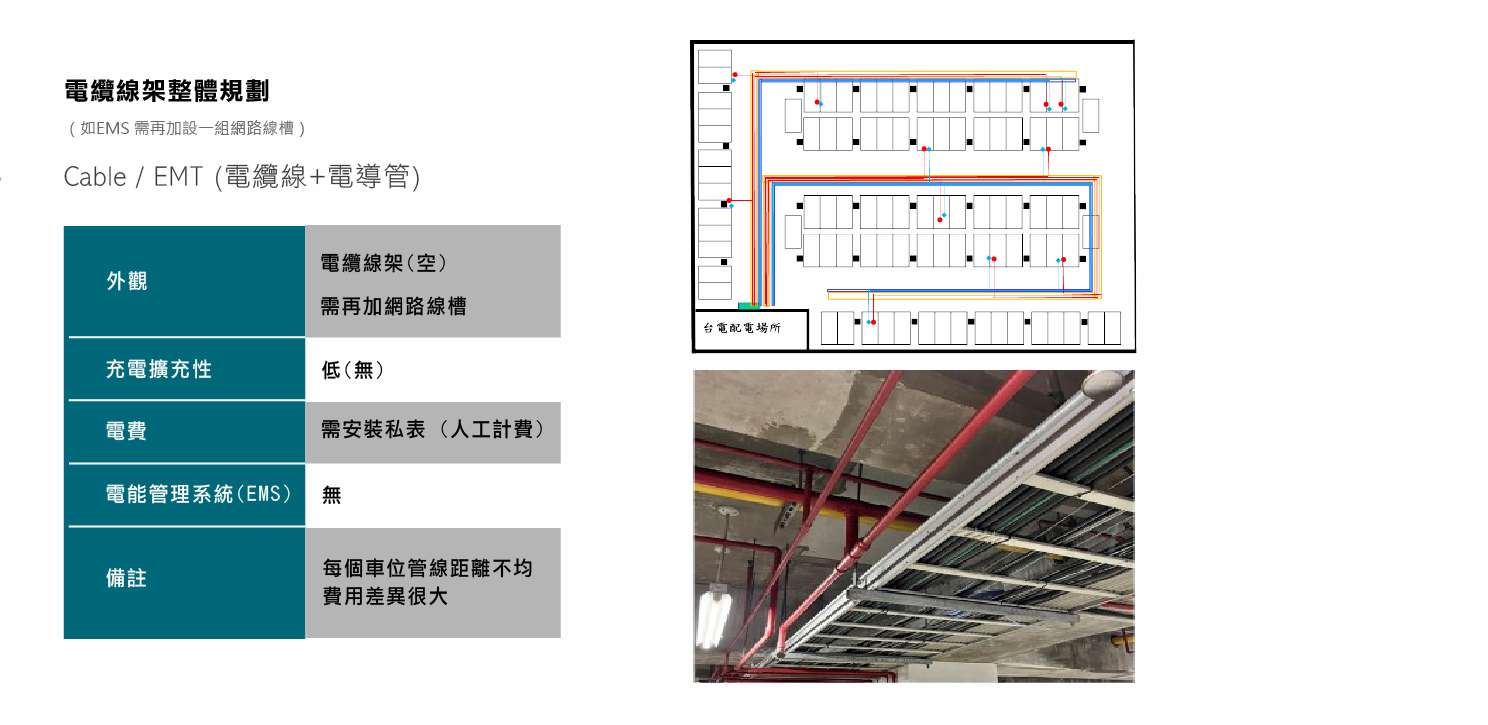 電纜線架整體規劃
（如EMS 需再加設一組網路線槽）
Cable / EMT (電纜線+電導管)
外觀
電纜線架(空)
需再加網路線槽
充電擴充性
低(無)
電費
需安裝私表 (人工計費)
電能管理系統(EMS)
無
備註
每個車位管線距離不均
費用差異很大
台電配電場所